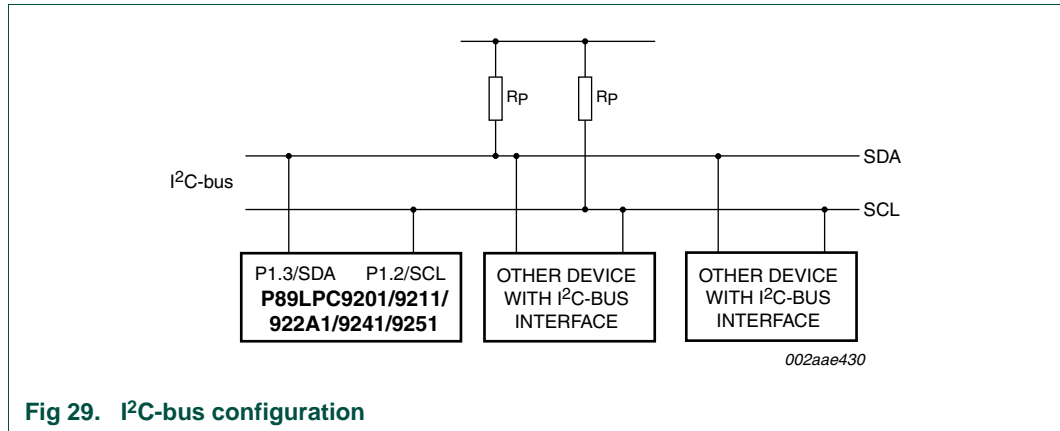 RP RP
SDA
I²C-bus
SCL
P1.3/SDA P1.2/SCL
P89LPC9201/9211/
922A1/9241/9251
OTHER DEVICE
WITH I²C-BUS
INTERFACE
OTHER DEVICE
WITH I²C-BUS
INTERFACE
002aae430
Fig 29. I²C-bus configuration